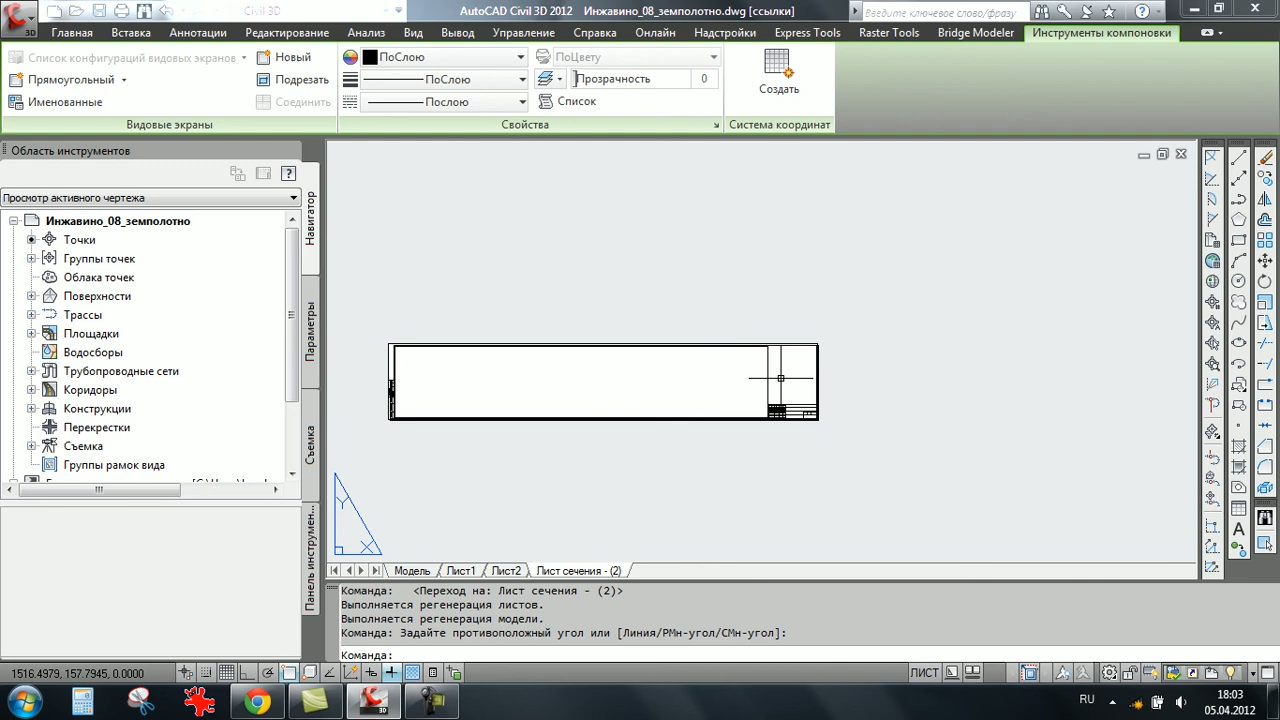 Civil 3D
AutoCAD Civil 3D 2012
Инжавино_08_земполотно.dwg [ссылки]
Введите ключевое слово/фразу
3D
Главная
Вставка
Аннотации
Редактирование
Анализ
Вид
Вывод
Управление
Справка
Онлайн
Надстройки
Express Tools
Raster Tools
Bridge Modeler
Инструменты компоновки
Список конфигураций видовых экранов
Новый
Прямоугольный
Подрезать
Именованные
Соединить
Видовые экраны
ПоСлою
ПоСлою
Послою
ПоЦвету
Прозрачность 0
Список
Свойства
Создать
Система координат
Область инструментов
Просмотр активного чертежа
Инжавино_08_земполотно
Точки
Группы точек
Облака точек
Поверхности
Трассы
Площадки
Водосборы
Трубопроводные сети
Коридоры
Конструкции
Перекрестки
Съемка
Группы рамок вида
Навигатор
Параметры
Съемка
Панель инструмен...
Y
X
Модель
Лист1
Лист2
Лист сечения - (2)
Команда: <Переход на: Лист сечения - (2)>
Выполняется регенерация листов.
Выполняется регенерация модели.
Команда: Задайте противоположный угол или [Линия/РМн-угол/СМн-угол]:
Команда:
1516.4979, 157.7945, 0.0000
ЛИСТ
RU
18:03
05.04.2012